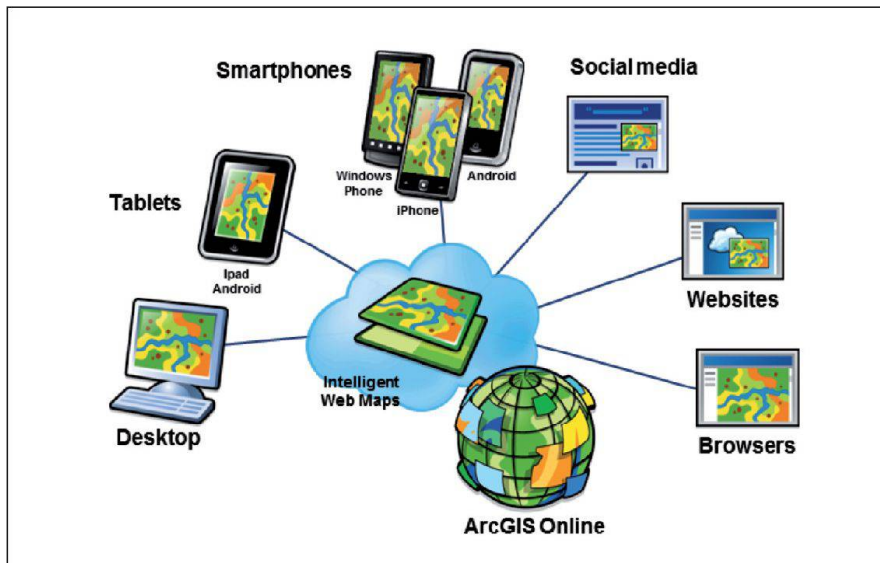 Smartphones
Social media
Windows
Phone
Android
iPhone
Tablets
Ipad
Android
Websites
Intelligent
Web Maps
Desktop
Browsers
ArcGIS Online